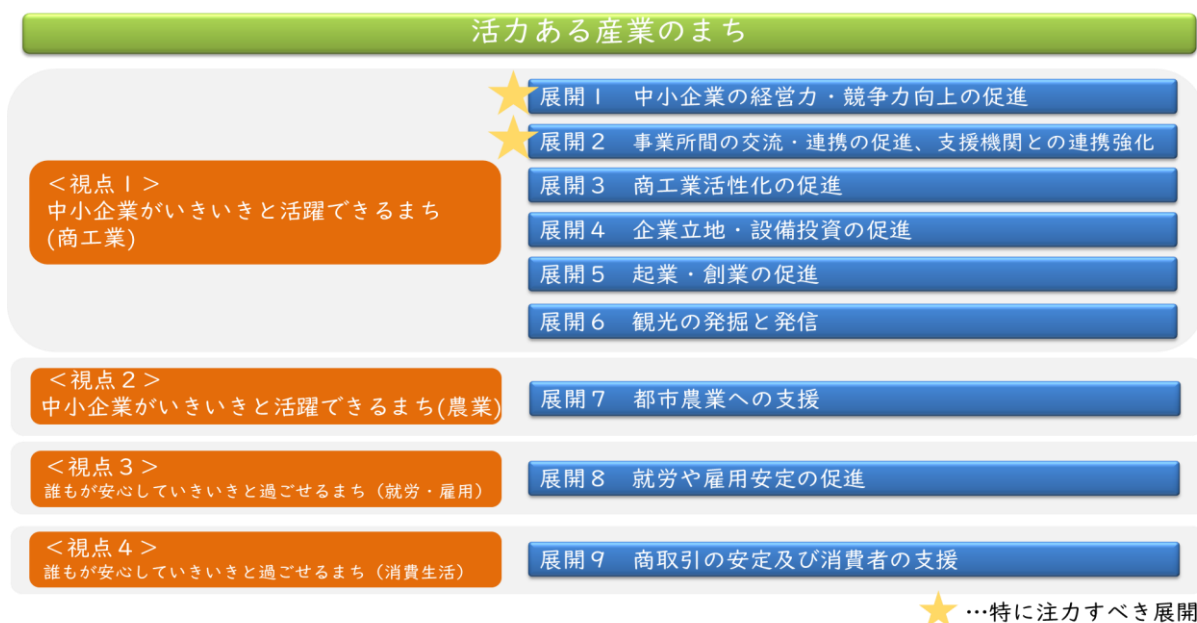 活力ある産業のまち
＜視点１＞
中小企業がいきいきと活躍できるまち
(商工業)
展開１　中小企業の経営力・競争力向上の促進
展開２　事業所間の交流・連携の促進、支援機関との連携強化
展開３　商工業活性化の促進
展開４　企業立地・設備投資の促進
展開５　起業・創業の促進
展開６　観光の発掘と発信
＜視点２＞
中小企業がいきいきと活躍できるまち(農業)
展開７　都市農業への支援
＜視点３＞
誰もが安心していきいきと過ごせるまち（就労・雇用）
展開８　就労や雇用安定の促進
＜視点４＞
誰もが安心していきいきと過ごせるまち（消費生活）
展開９　商取引の安定及び消費者の支援
…特に注力すべき展開